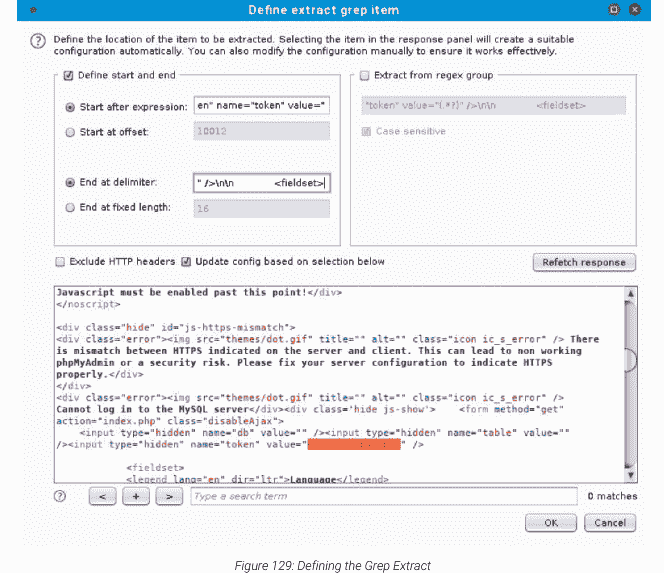 Define extract grep item
Define the location of the item to be extracted. Selecting the item in the response panel will create a suitable
configuration automatically. You can also modify the configuration manually to ensure it works effectively.
Define start and end
Start after expression: en" name="token" value="
Start at offset: 10012
End at delimiter: " />\n\n <fieldset>
End at fixed length: 16
Extract from regex group
"token" value="(.*?)" />\n\n <fieldset>
Case sensitive
Exclude HTTP headers Update config based on selection below
Refetch response
Javascript must be enabled past this point!</div>
</noscript>
<div class="hide" id="js-https-mismatch">
<div class="error"><img src="themes/dot.gif" title="" alt="" class="icon ic_s_error" /> There
is mismatch between HTTPS indicated on the server and client. This can lead to non working
phpMyAdmin or a security risk. Please fix your server configuration to indicate HTTPS
properly.</div>
</div>
<div class="error"><img src="themes/dot.gif" title="" alt="" class="icon ic_s_error" />
Cannot log in to the MySQL server</div><div class='hide js-show'> <form method="get"
action="index.php" class="disableAjax">
<input type="hidden" name="db" value="" /><input type="hidden" name="table" value=""
/><input type="hidden" name="token" value=" " />
<fieldset>
<legend lang="en" dir="ltr">Language</legend>
? < + > Type a search term 0 matches
OK Cancel
Figure 129: Defining the Grep Extract